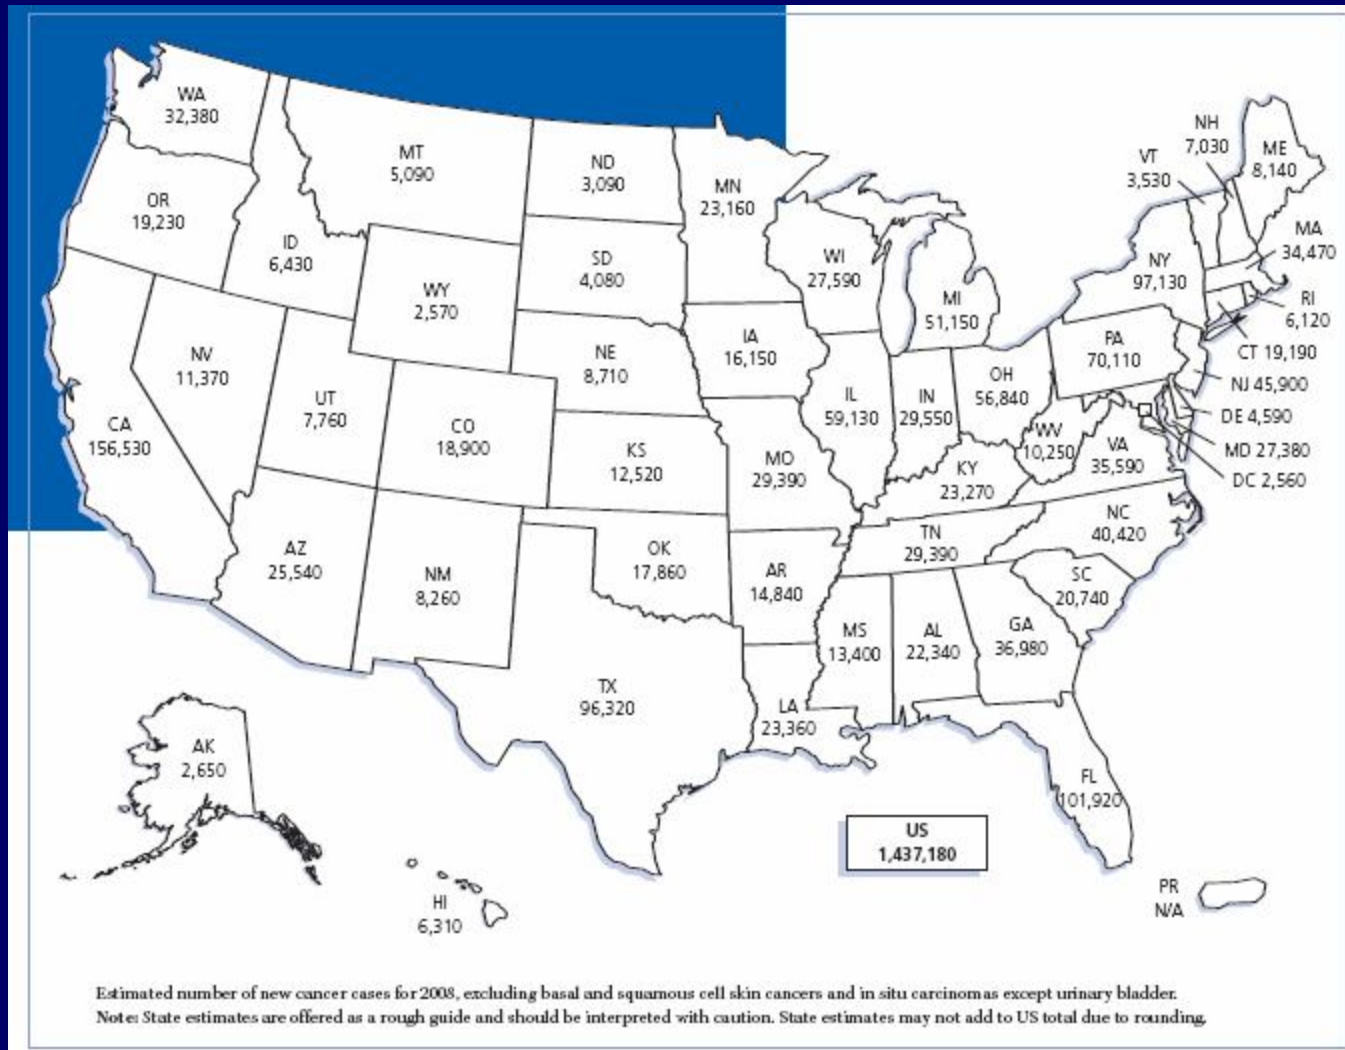 WA
32,380
MT
5,090
ND
3,090
MN
23,160
NH
7,030
VT
3,530
ME
8,140
OR
19,230
ID
6,430
SD
4,080
WI
27,590
MA
34,470
WY
2,570
MI
51,150
NY
97,130
RI
6,120
NV
11,370
NE
8,710
IA
16,150
PA
70,110
CT 19,190
UT
7,760
IL
59,130
IN
29,550
OH
56,840
NJ 45,900
CA
156,530
CO
18,900
KS
12,520
MO
29,390
WV
10,250
VA
35,590
DE 4,590
MD 27,380
DC 2,560
KY
23,270
AZ
25,540
NM
8,260
OK
17,860
AR
14,840
TN
29,390
NC
40,420
SC
20,740
MS
13,400
AL
22,340
GA
36,980
TX
96,320
LA
23,360
AK
2,650
FL
101,920
US
1,437,180
HI
6,310
PR
N/A
Estimated number of new cancer cases for 2008, excluding basal and squamous cell skin cancers and in situ carcinomas except urinary bladder.
Note: State estimates are offered as a rough guide and should be interpreted with caution. State estimates may not add to US total due to rounding.